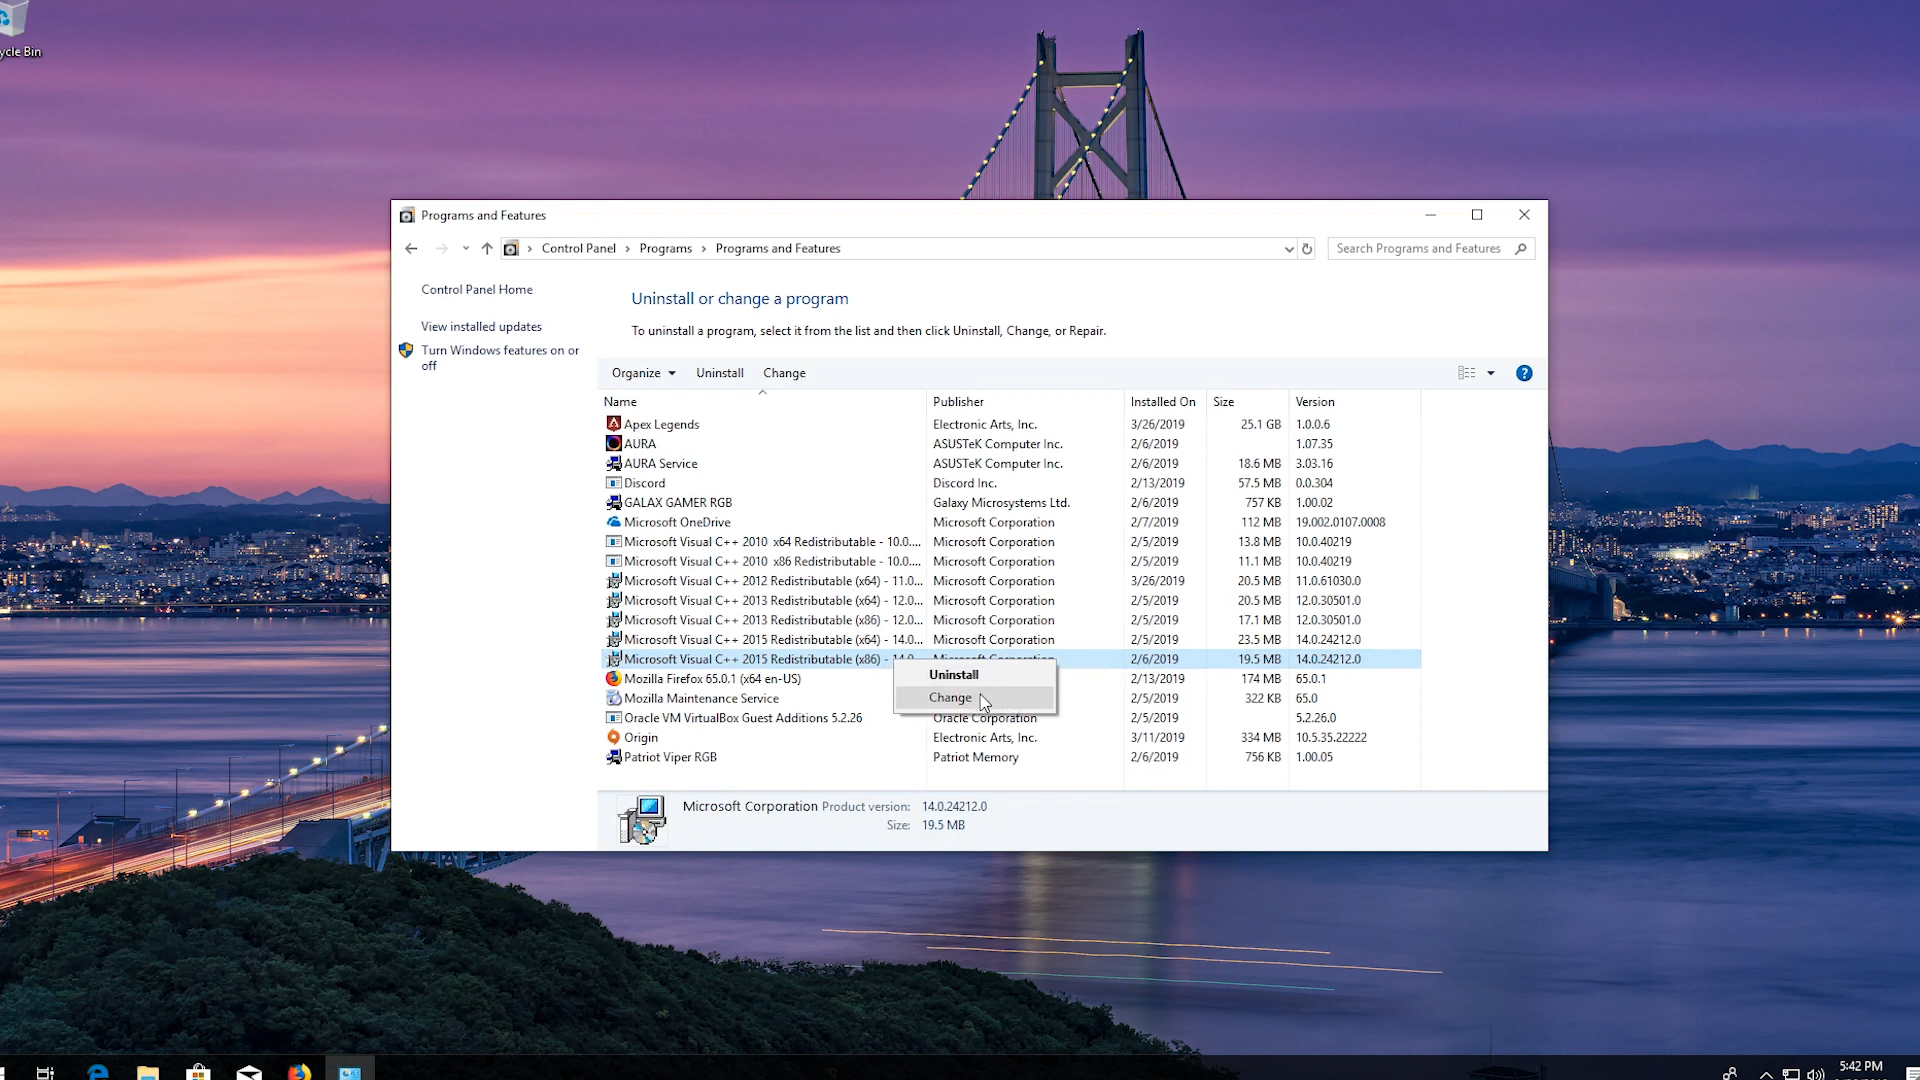 ycle Bin
Programs and Features
Control Panel Programs Programs and Features
Search Programs and Features
Control Panel Home
View installed updates
Turn Windows features on or
off
Uninstall or change a program
To uninstall a program, select it from the list and then click Uninstall, Change, or Repair.
Organize Uninstall Change
Name Publisher Installed On Size Version
Apex Legends Electronic Arts, Inc. 3/26/2019 25.1 GB 1.0.0.6
AURA ASUSTeK Computer Inc. 2/6/2019 1.07.35
AURA Service ASUSTeK Computer Inc. 2/6/2019 18.6 MB 3.03.16
Discord Discord Inc. 2/13/2019 57.5 MB 0.0.304
GALAX GAMER RGB Galaxy Microsystems Ltd. 2/6/2019 757 KB 1.00.02
Microsoft OneDrive Microsoft Corporation 2/7/2019 112 MB 19.002.0107.0008
Microsoft Visual C++ 2010 x64 Redistributable - 10.0.... Microsoft Corporation 2/5/2019 13.8 MB 10.0.40219
Microsoft Visual C++ 2010 x86 Redistributable - 10.0.... Microsoft Corporation 2/5/2019 11.1 MB 10.0.40219
Microsoft Visual C++ 2012 Redistributable (x64) - 11.0... Microsoft Corporation 3/26/2019 20.5 MB 11.0.61030.0
Microsoft Visual C++ 2013 Redistributable (x64) - 12.0... Microsoft Corporation 2/5/2019 20.5 MB 12.0.30501.0
Microsoft Visual C++ 2013 Redistributable (x86) - 12.0... Microsoft Corporation 2/5/2019 17.1 MB 12.0.30501.0
Microsoft Visual C++ 2015 Redistributable (x64) - 14.0... Microsoft Corporation 2/5/2019 23.5 MB 14.0.24212.0
Microsoft Visual C++ 2015 Redistributable (x86) - 14.0 Microsoft Corporation 2/6/2019 19.5 MB 14.0.24212.0
Uninstall
Change
Mozilla Firefox 65.0.1 (x64 en-US) 2/13/2019 174 MB 65.0.1
Mozilla Maintenance Service 2/5/2019 322 KB 65.0
Oracle VM VirtualBox Guest Additions 5.2.26 Oracle Corporation 2/5/2019 5.2.26.0
Origin Electronic Arts, Inc. 3/11/2019 334 MB 10.5.35.22222
Patriot Viper RGB Patriot Memory 2/6/2019 756 KB 1.00.05
Microsoft Corporation Product version: 14.0.24212.0
Size: 19.5 MB
5:42 PM